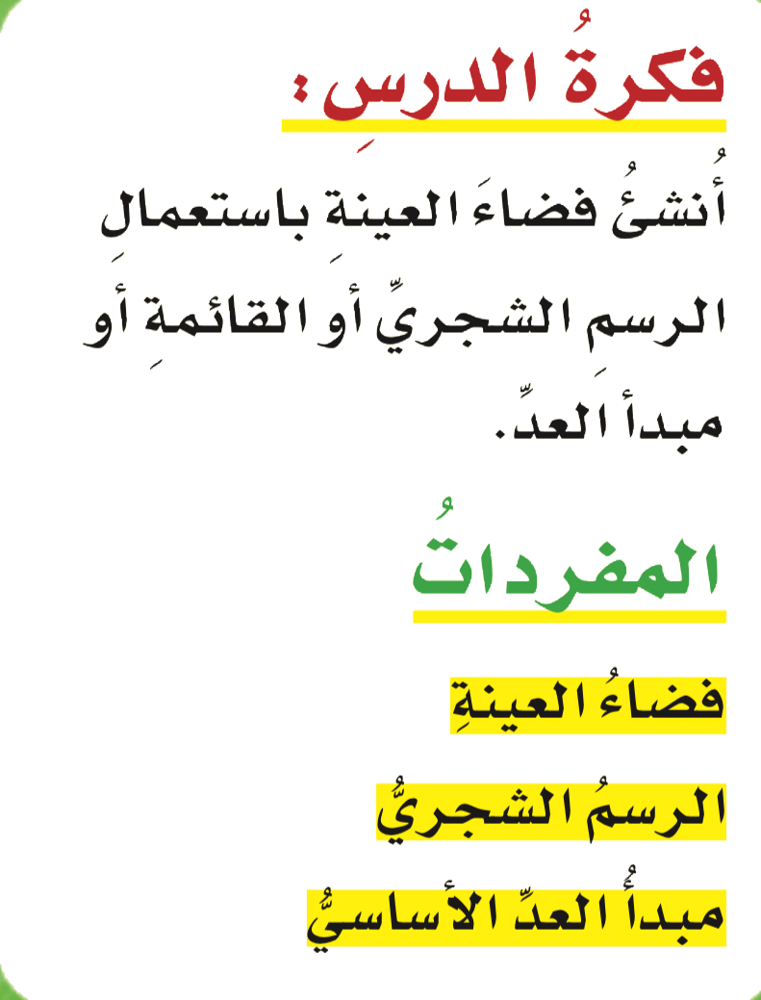 فكرةُ الدرسِ:
أُنشئُ فضاءَ العينةِ باستعمالِ
الرسمِ الشجريِّ أو القائمةِ أو
مبدأ العدِّ.
المفرداتُ
فضاءُ العينةِ
الرسمُ الشجريُّ
مبدأُ العدِّ الأساسيُّ